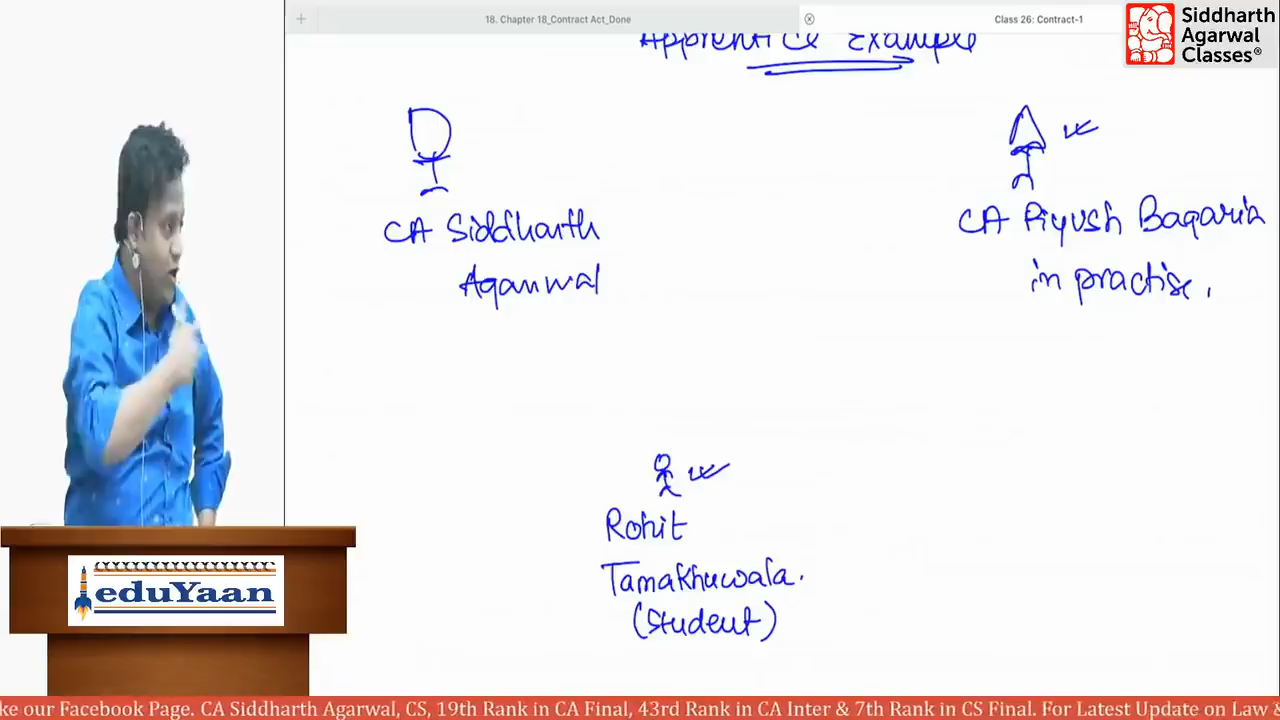 18. Chapter 18_Contract Act_Done
Class 26: Contract-1
Siddharth
Agarwal
Classes®
Apprentice Example
CA Siddharth
Agarwal
CA Piyush Bagaria
in practise.
Rohit
Tamakhuwala.
(Student)
eduYaan
ke our Facebook Page. CA Siddharth Agarwal, CS, 19th Rank in CA Final, 43rd Rank in CA Inter & 7th Rank in CS Final. For Latest Update on Law &